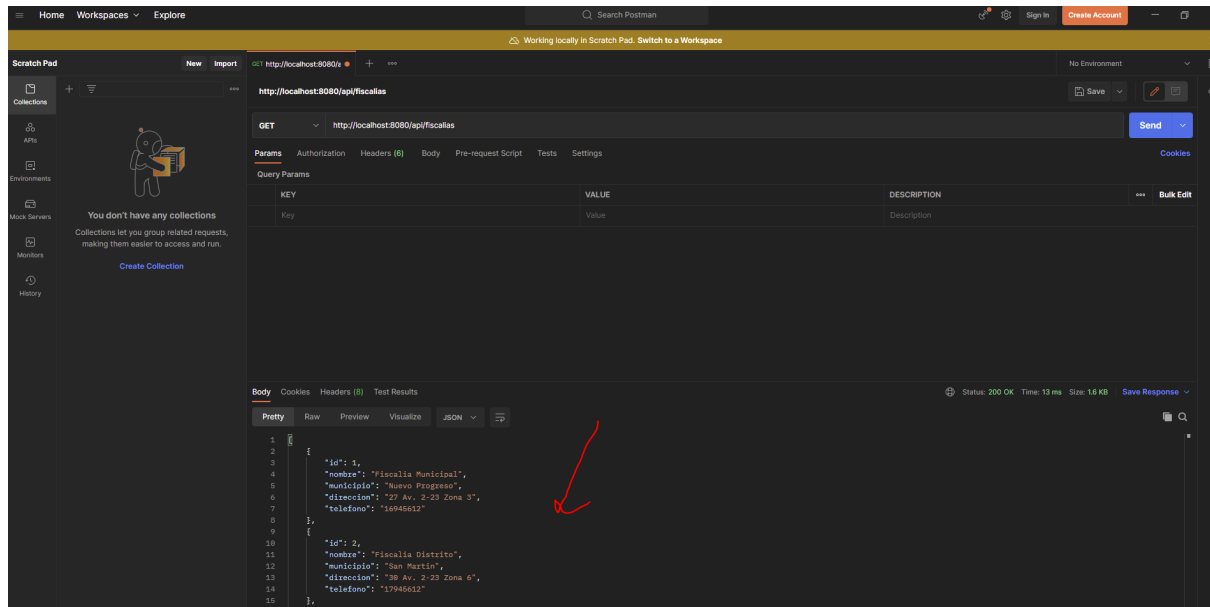 Home Workspaces Explore
Search Postman
Sign In Create Account
Working locally in Scratch Pad. Switch to a Workspace
Scratch Pad New Import
GET http://localhost:8080/a
No Environment
Collections
APIs
Environments
Mock Servers
Monitors
History
You don't have any collections
Collections let you group related requests,
making them easier to access and run.
Create Collection
http://localhost:8080/api/fiscalias
Save
GET http://localhost:8080/api/fiscalias Send
Params Authorization Headers (6) Body Pre-request Script Tests Settings Cookies
Query Params
KEY VALUE DESCRIPTION Bulk Edit
Key Value Description
Body Cookies Headers (8) Test Results Status: 200 OK Time: 13 ms Size: 1.6 KB Save Response
Pretty Raw Preview Visualize JSON
1 [
2 {
3 "id": 1,
4 "nombre": "Fiscalia Municipal",
5 "municipio": "Nuevo Progreso",
6 "direccion": "27 Av. 2-23 Zona 3",
7 "telefono": "16945612"
8 },
9 {
10 "id": 2,
11 "nombre": "Fiscalia Distrito",
12 "municipio": "San Martin",
13 "direccion": "30 Av. 2-23 Zona 6",
14 "telefono": "17945612"
15 },